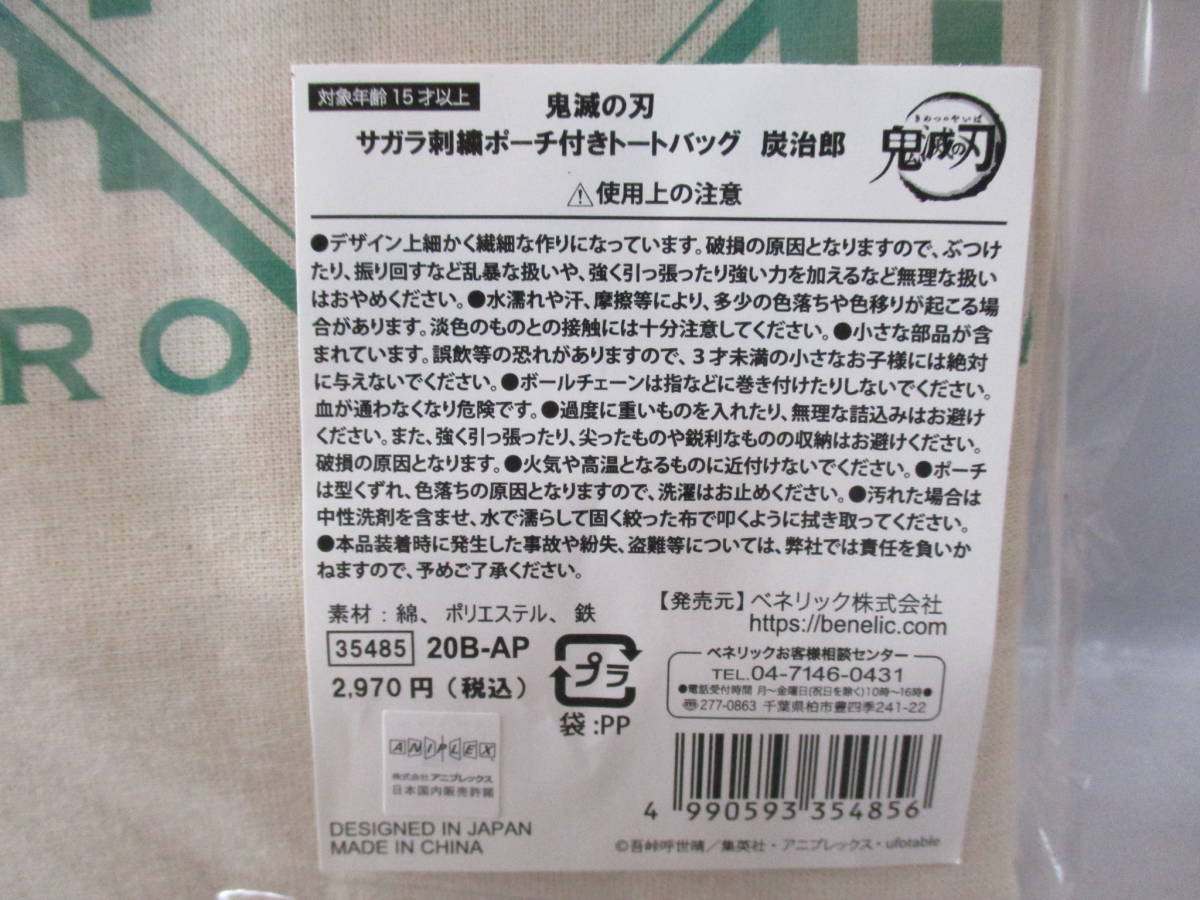 RO
対象年齢15才以上
鬼滅の刃
サガラ刺繍ポーチ付きトートバッグ 炭治郎
きめつのやいば
鬼滅の刃
⚠使用上の注意
●デザイン上細かく繊細な作りになっています。破損の原因となりますので、ぶつけ
たり、振り回すなど乱暴な扱いや、強く引っ張ったり強い力を加えるなど無理な扱い
はおやめください。●水濡れや汗、摩擦等により、多少の色落ちや色移りが起こる場
合があります。淡色のものとの接触には十分注意してください。●小さな部品が含
まれています。誤飲等の恐れがありますので、3才未満の小さなお子様には絶対
に与えないでください。●ボールチェーンは指などに巻き付けたりしないでください。
血が通わなくなり危険です。●過度に重いものを入れたり、無理な詰込みはお避け
ください。また、強く引っ張ったり、尖ったものや鋭利なものの収納はお避けください。
破損の原因となります。●火気や高温となるものに近付けないでください。●ポーチ
は型くずれ、色落ちの原因となりますので、洗濯はお止めください。●汚れた場合は
中性洗剤を含ませ、水で濡らして固く絞った布で叩くように拭き取ってください。
●本品装着時に発生した事故や紛失、盗難等については、弊社では責任を負いか
ねますので、予めご了承ください。
素材：綿、ポリエステル、鉄
【発売元】ベネリック株式会社
https://benelic.com
35485 20B-AP
2,970円（税込）
プラ
袋:PP
ベネリックお客様相談センター
TEL.04-7146-0431
●電話受付時間 月～金曜日(祝日を除く)10時～16時●
〠277-0863 千葉県柏市豊四季241-22
ANIPLEX
株式会社アニプレックス
日本国内販売許諾
4 990593 354856
DESIGNED IN JAPAN
MADE IN CHINA
©吾峠呼世晴／集英社・アニプレックス・ufotable